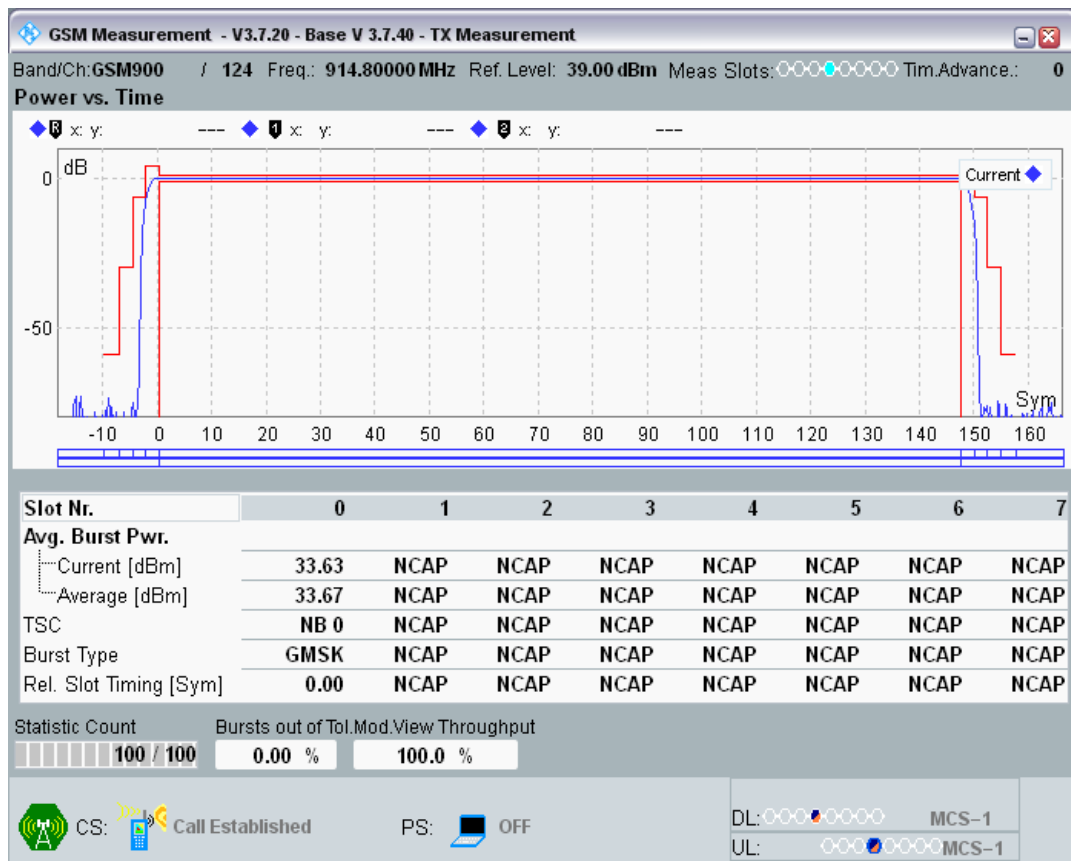 GSM Measurement - V3.7.20 - Base V 3.7.40 - TX Measurement
Band/Ch:GSM900 / 124 Freq.: 914.80000 MHz Ref. Level: 39.00 dBm Meas Slots: Tim.Advance.: 0
Power vs. Time
R x: y: --- 1 x: y: --- 2 x: y: ---
dB
0
Current
-50
Sym
-10 0 10 20 30 40 50 60 70 80 90 100 110 120 130 140 150 160
Slot Nr. 0 1 2 3 4 5 6 7
Avg. Burst Pwr.
Current [dBm] 33.63 NCAP NCAP NCAP NCAP NCAP NCAP NCAP
Average [dBm] 33.67 NCAP NCAP NCAP NCAP NCAP NCAP NCAP
TSC NB 0 NCAP NCAP NCAP NCAP NCAP NCAP NCAP
Burst Type GMSK NCAP NCAP NCAP NCAP NCAP NCAP NCAP
Rel. Slot Timing [Sym] 0.00 NCAP NCAP NCAP NCAP NCAP NCAP NCAP
Statistic Count Bursts out of Tol.Mod.View Throughput
100 / 100 0.00 % 100.0 %
CS: Call Established PS: OFF
DL: MCS-1
UL: MCS-1